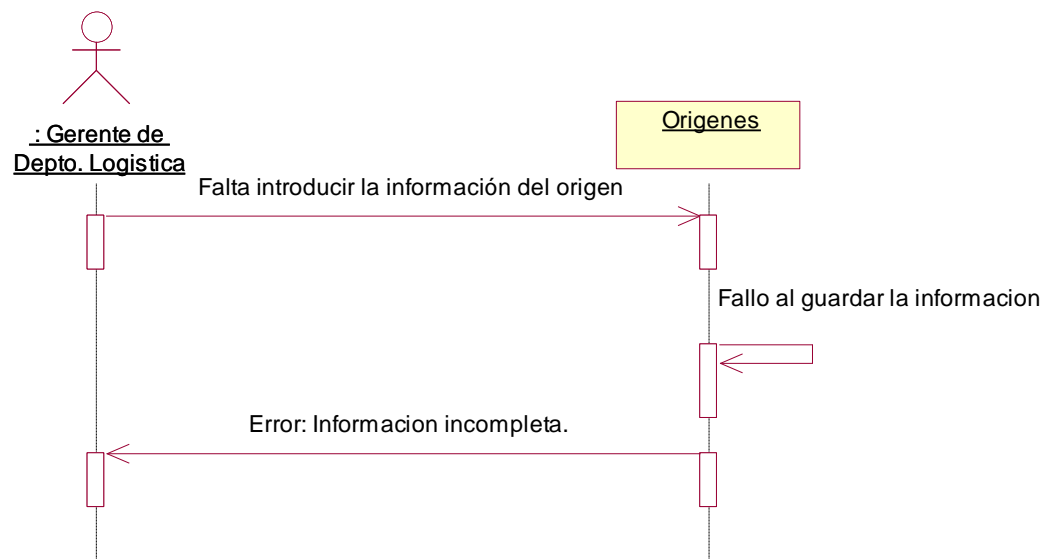 : Gerente de
Depto. Logistica
Origenes
Falta introducir la información del origen
Fallo al guardar la informacion
Error: Informacion incompleta.